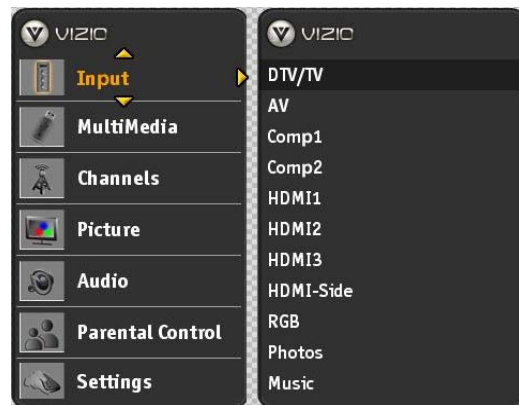 VIZIO
Input
MultiMedia
Channels
Picture
Audio
Parental Control
Settings
VIZIO
DTV/TV
AV
Comp1
Comp2
HDMI1
HDMI2
HDMI3
HDMI-Side
RGB
Photos
Music